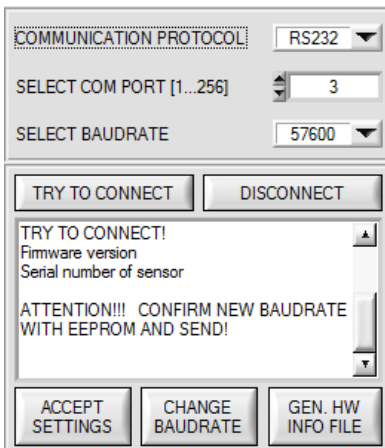 COMMUNICATION PROTOCOL RS232
SELECT COM PORT [1...256] 3
SELECT BAUDRATE 57600
TRY TO CONNECT DISCONNECT
TRY TO CONNECT!
Firmware version
Serial number of sensor
ATTENTION!!! CONFIRM NEW BAUDRATE
WITH EEPROM AND SEND!
ACCEPT SETTINGS
CHANGE BAUDRATE
GEN. HW INFO FILE